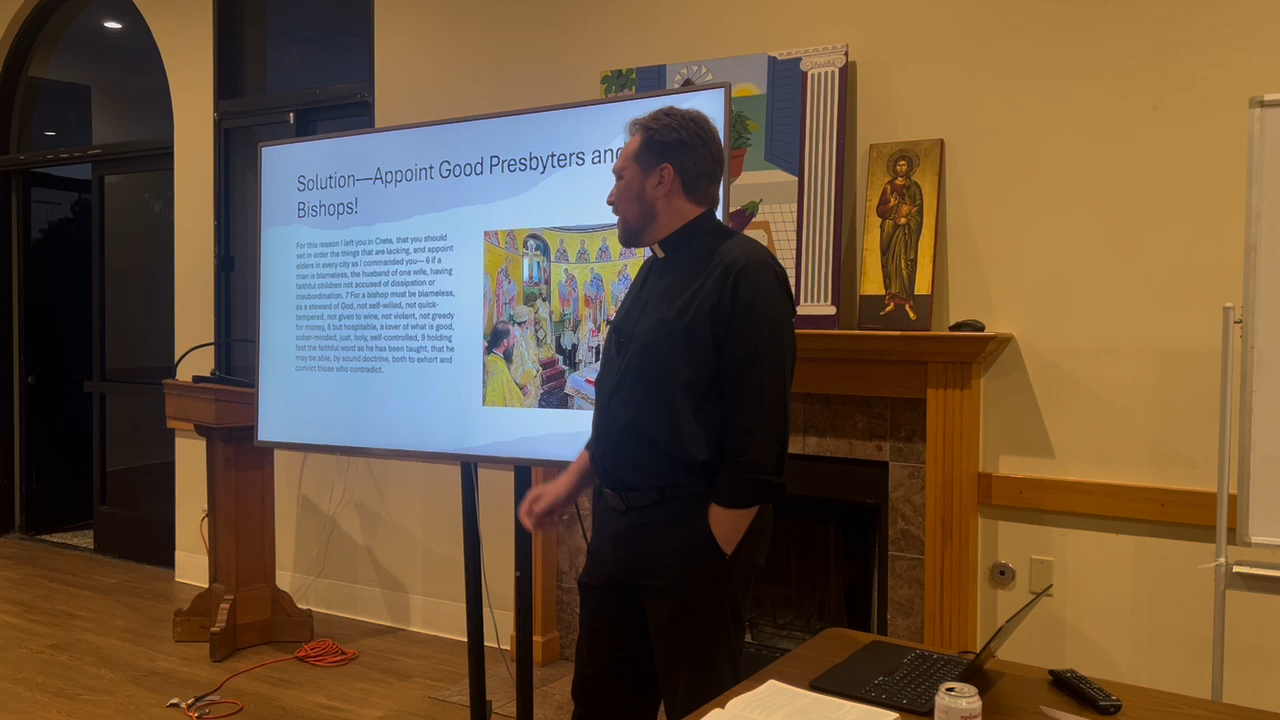 Solution—Appoint Good Presbyters and
Bishops!
For this reason I left you in Crete, that you should
set in order the things that are lacking, and appoint
elders in every city as I commanded you— 6 if a
man is blameless, the husband of one wife, having
faithful children not accused of dissipation or
insubordination. 7 For a bishop must be blameless,
as a steward of God, not self-willed, not quick-
tempered, not given to wine, not violent, not greedy
for money, 8 but hospitable, a lover of what is good,
sober-minded, just, holy, self-controlled, 9 holding
fast the faithful word as he has been taught, that he
may be able, by sound doctrine, both to exhort and
convict those who contradict.